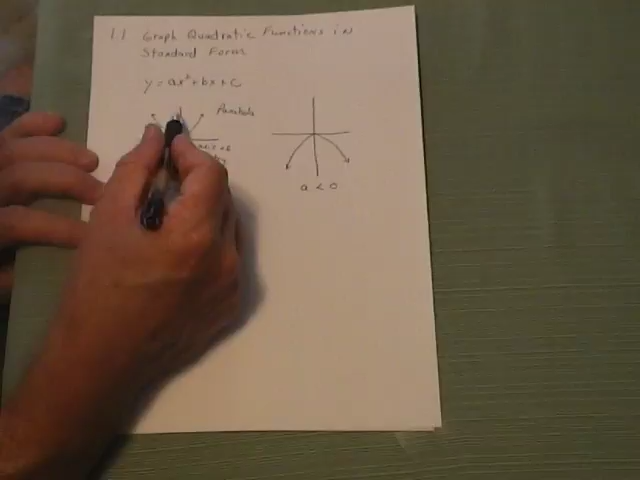 1.1 Graph Quadratic Functions in
Standard Form
y = ax² + bx + c
Parabola
a < 0